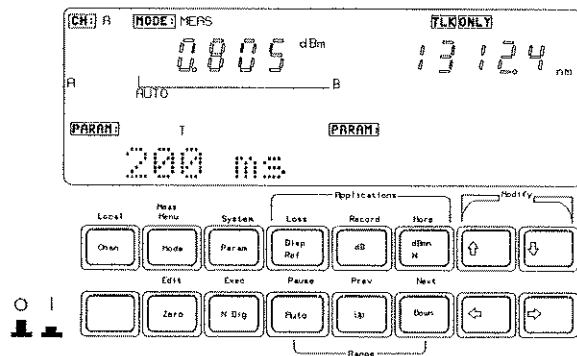 CH: A MODE: MEAS TLKONLY
0.805 dBm 1312.4 nm
A B
AUTO
PARAM: T PARAM:
200 ms
Applications Modify
Local Meas Menu System Loss Record More
Chan Mode Param Disp Ref dB dBm W
Edit Exec Pause Prev Next
Zero N Dig Auto Up Down
Range